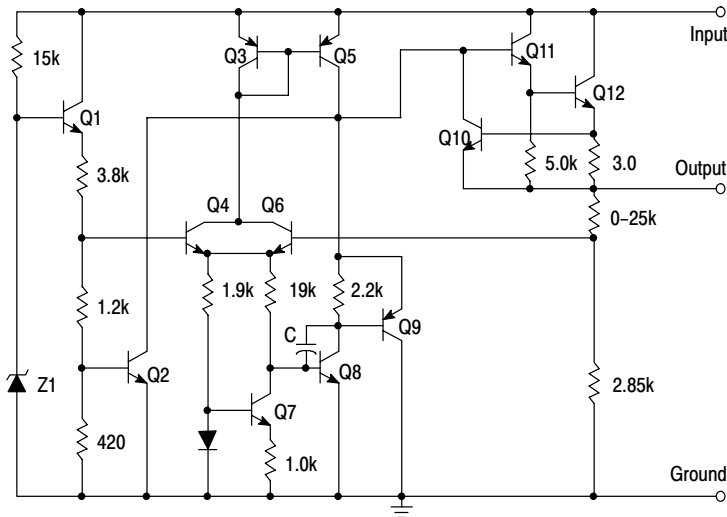 Input
15k
Q3
Q5
Q11
Q12
Q1
Q10
3.8k
5.0k
3.0
Output
Q4
Q6
0–25k
1.2k
1.9k
19k
2.2k
C
Q9
Z1
Q2
Q8
2.85k
Q7
420
1.0k
Ground